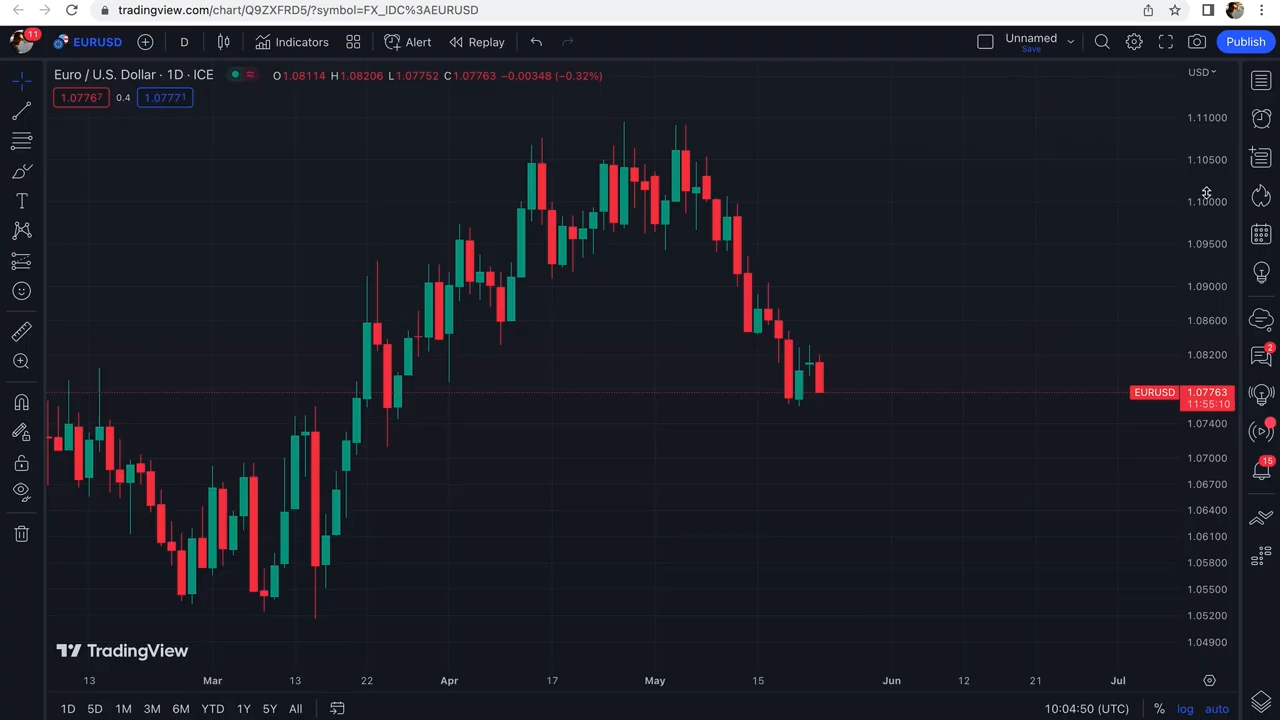 tradingview.com/chart/Q9ZXFRD5/?symbol=FX_IDC%3AEURUSD
11
EURUSD
D
Indicators
Alert
Replay
Unnamed
Save
Publish
Euro / U.S. Dollar · 1D · ICE
O1.08114 H1.08206 L1.07752 C1.07763 −0.00348 (−0.32%)
1.07767 0.4 1.07771
USD
1.11000
1.10500
1.10000
1.09500
1.09000
1.08600
1.08200
EURUSD 1.07763
11:55:10
1.07400
1.07000
1.06700
1.06400
1.06100
1.05800
1.05500
1.05200
1.04900
2
15
TradingView
13 Mar 13 22 Apr 17 May 15 Jun 12 21 Jul
1D 5D 1M 3M 6M YTD 1Y 5Y All
10:04:50 (UTC) % log auto